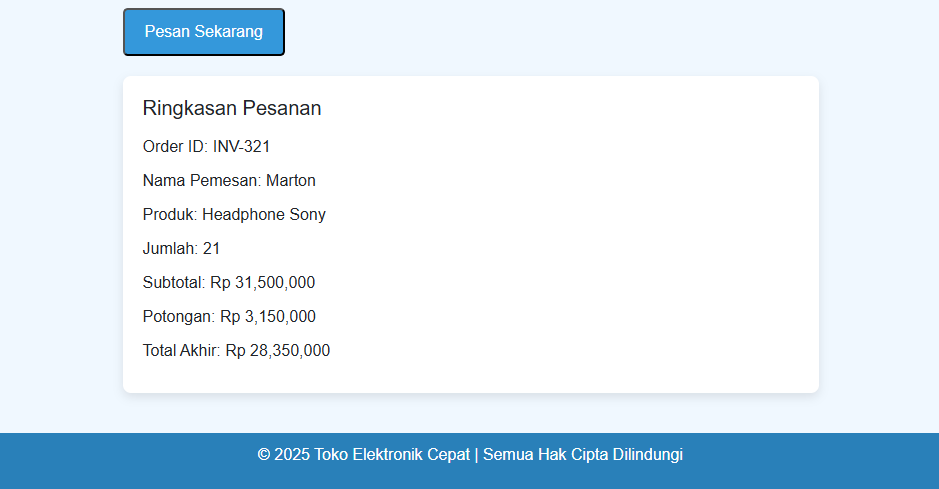 Pesan Sekarang
Ringkasan Pesanan
Order ID: INV-321
Nama Pemesan: Marton
Produk: Headphone Sony
Jumlah: 21
Subtotal: Rp 31,500,000
Potongan: Rp 3,150,000
Total Akhir: Rp 28,350,000
© 2025 Toko Elektronik Cepat | Semua Hak Cipta Dilindungi